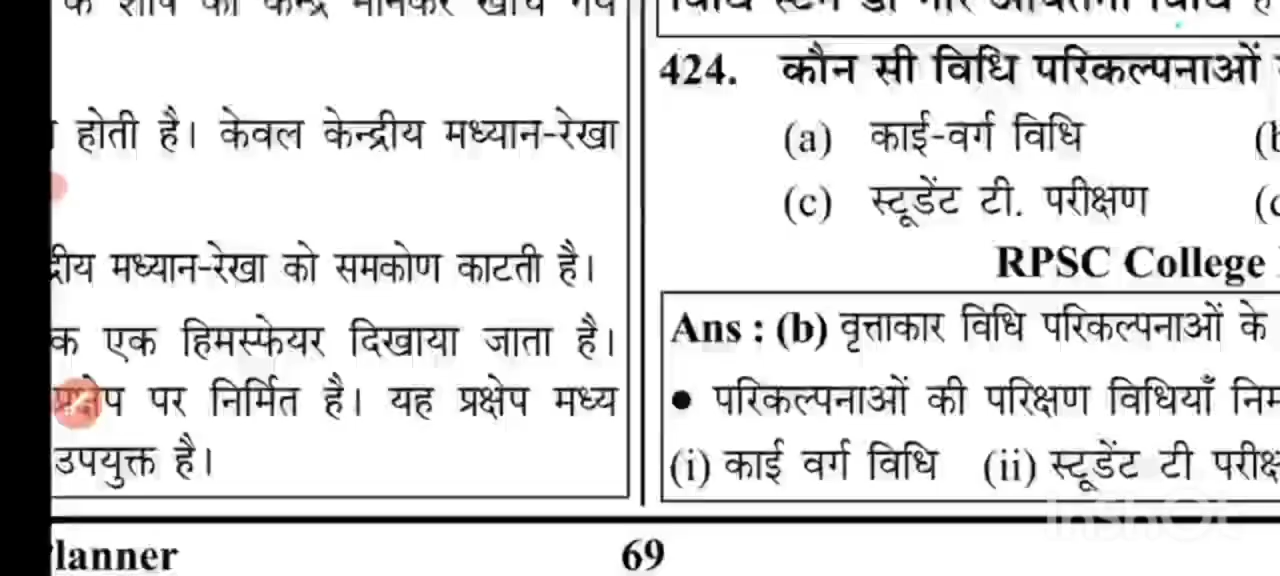 होती है। केवल केन्द्रीय मध्यान-रेखा
मध्यान-रेखा को समकोण काटती है।
एक हिमस्फेयर दिखाया जाता है।
पर निर्मित है। यह प्रक्षेप मध्य
उपयुक्त है।
424. कौन सी विधि परिकल्पनाओं
(a) काई-वर्ग विधि
(c) स्टूडेंट टी. परीक्षण
RPSC College
Ans : (b) वृत्ताकार विधि परिकल्पनाओं के
• परिकल्पनाओं की परिक्षण विधियाँ
(i) काई वर्ग विधि (ii) स्टूडेंट टी
lanner
69
InShOt